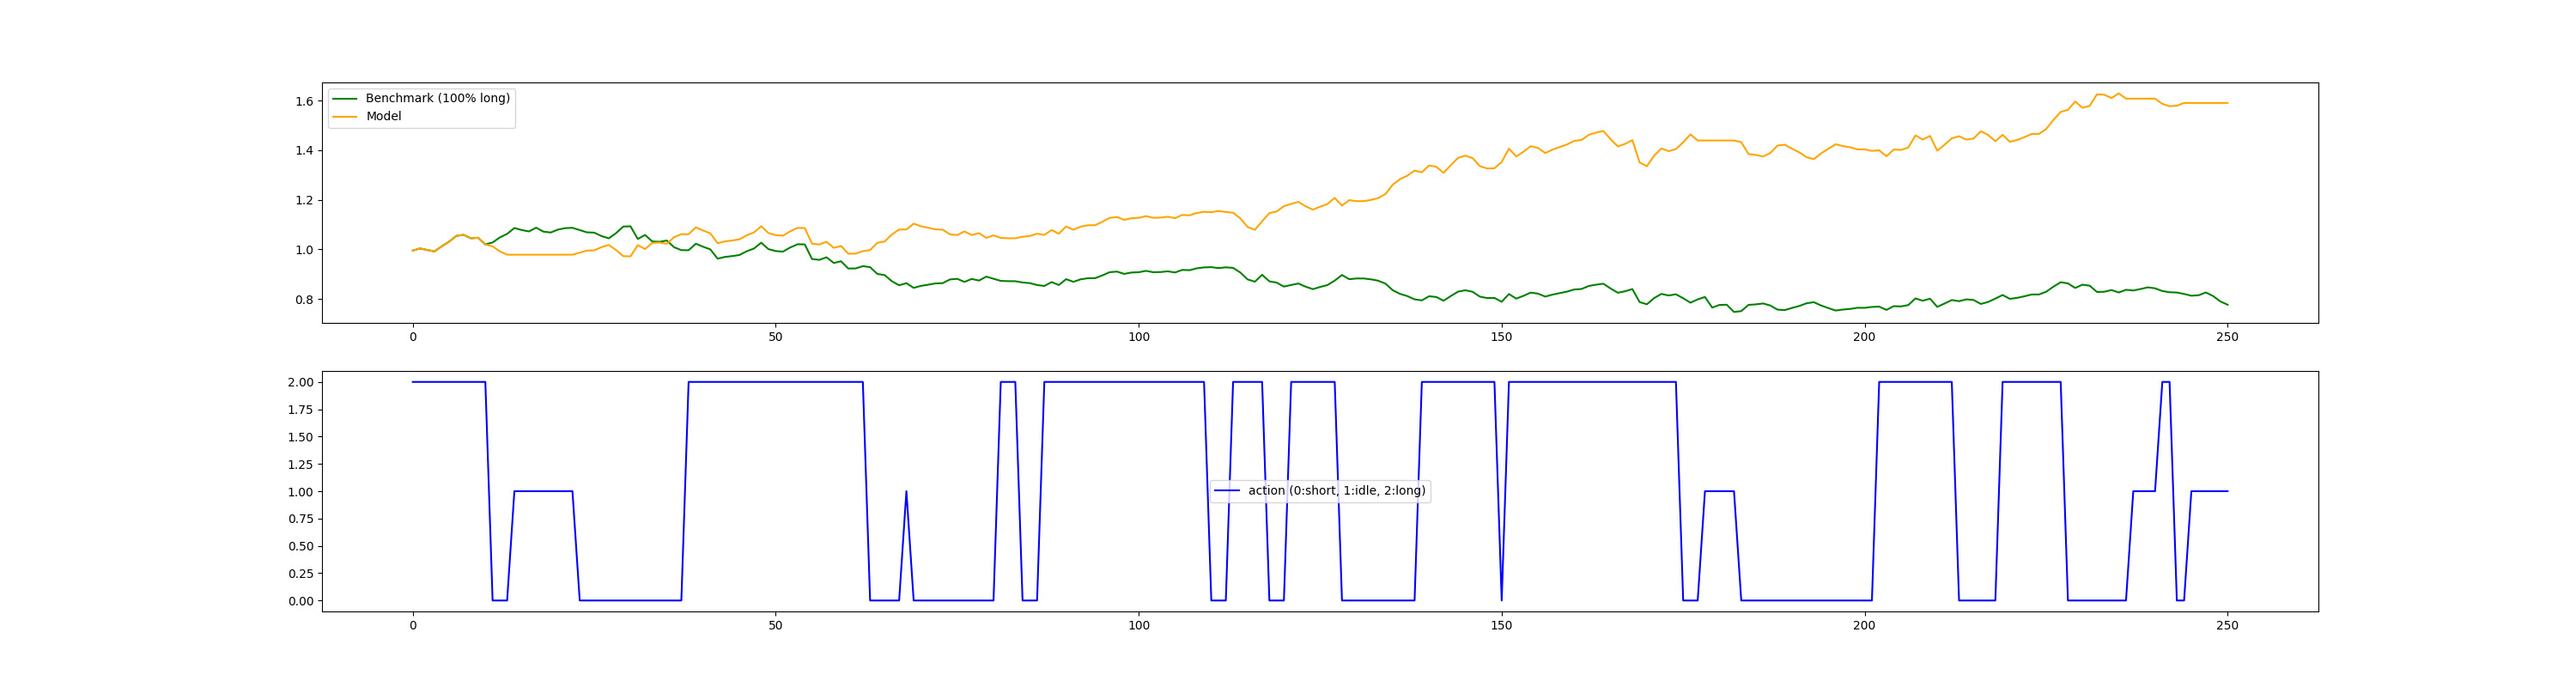 Benchmark (100% long)
Model
1.6
1.4
1.2
1.0
0.8
0 50 100 150 200 250
2.00
1.75
1.50
1.25
1.00
0.75
0.50
0.25
0.00
action (0:short, 1:idle, 2:long)
0 50 100 150 200 250